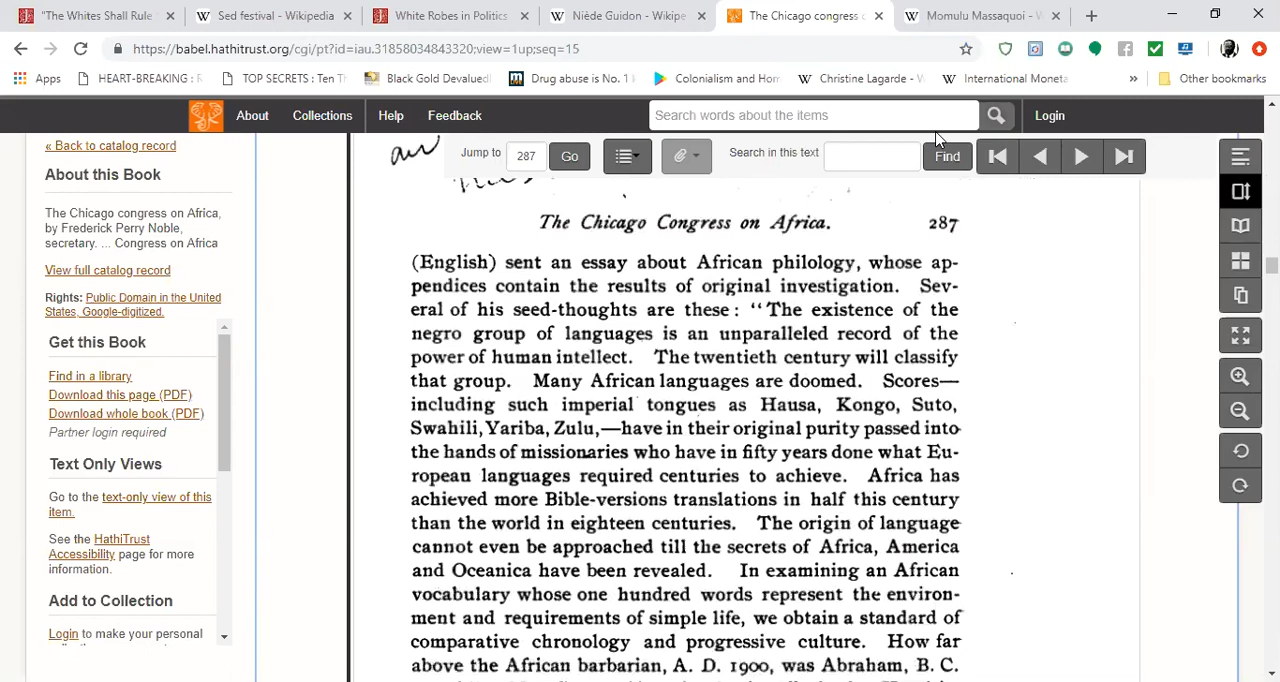 "The Whites Shall Rule
Sed festival - Wikipedia
White Robes in Politics
Niède Guidon - Wikipe
The Chicago congress
Momulu Massaquoi - W
https://babel.hathitrust.org/cgi/pt?id=iau.31858034843320;view=1up;seq=15
Apps
HEART-BREAKING : R
TOP SECRETS : Ten Th
Black Gold Devalued
Drug abuse is No. 1
Colonialism and Hom
Christine Lagarde - W
International Moneta
»
Other bookmarks
About
Collections
Help
Feedback
Search words about the items
Login
« Back to catalog record
Jump to
287
Go
Search in this text
Find
About this Book
The Chicago congress on Africa,
by Frederick Perry Noble,
secretary. ... Congress on Africa
View full catalog record
Rights: Public Domain in the United
States, Google-digitized.
Get this Book
Find in a library
Download this page (PDF)
Download whole book (PDF)
Partner login required
Text Only Views
Go to the text-only view of this
item.
See the HathiTrust
Accessibility page for more
information.
Add to Collection
Login to make your personal
The Chicago Congress on Africa. 287
(English) sent an essay about African philology, whose ap-
pendices contain the results of original investigation. Sev-
eral of his seed-thoughts are these: "The existence of the
negro group of languages is an unparalleled record of the
power of human intellect. The twentieth century will classify
that group. Many African languages are doomed. Scores—
including such imperial tongues as Hausa, Kongo, Suto,
Swahili, Yariba, Zulu,—have in their original purity passed into
the hands of missionaries who have in fifty years done what Eu-
ropean languages required centuries to achieve. Africa has
achieved more Bible-versions translations in half this century
than the world in eighteen centuries. The origin of language
cannot even be approached till the secrets of Africa, America
and Oceanica have been revealed. In examining an African
vocabulary whose one hundred words represent the environ-
ment and requirements of simple life, we obtain a standard of
comparative chronology and progressive culture. How far
above the African barbarian, A. D. 1900, was Abraham, B. C.